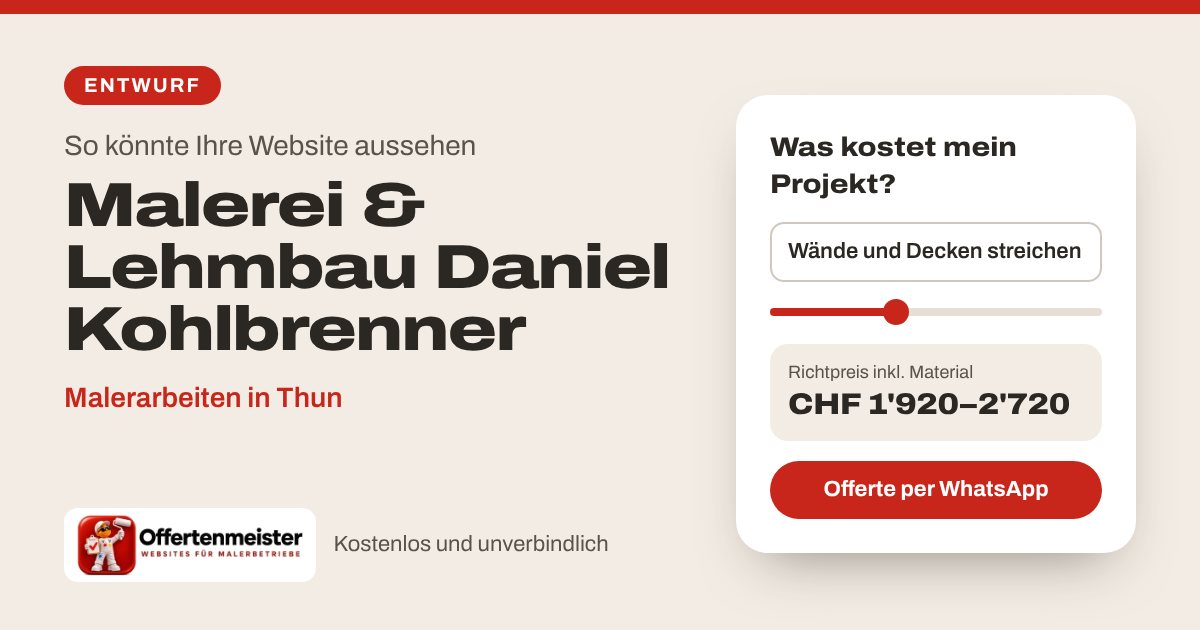 ENTWURF
So könnte Ihre Website aussehen
Malerei &
Lehmbau Daniel
Kohlbrenner
Malerarbeiten in Thun
Offertenmeister
WEBSITES FÜR MALERBETRIEBE
Kostenlos und unverbindlich
Was kostet mein
Projekt?
Wände und Decken streichen
Richtpreis inkl. Material
CHF 1'920–2'720
Offerte per WhatsApp